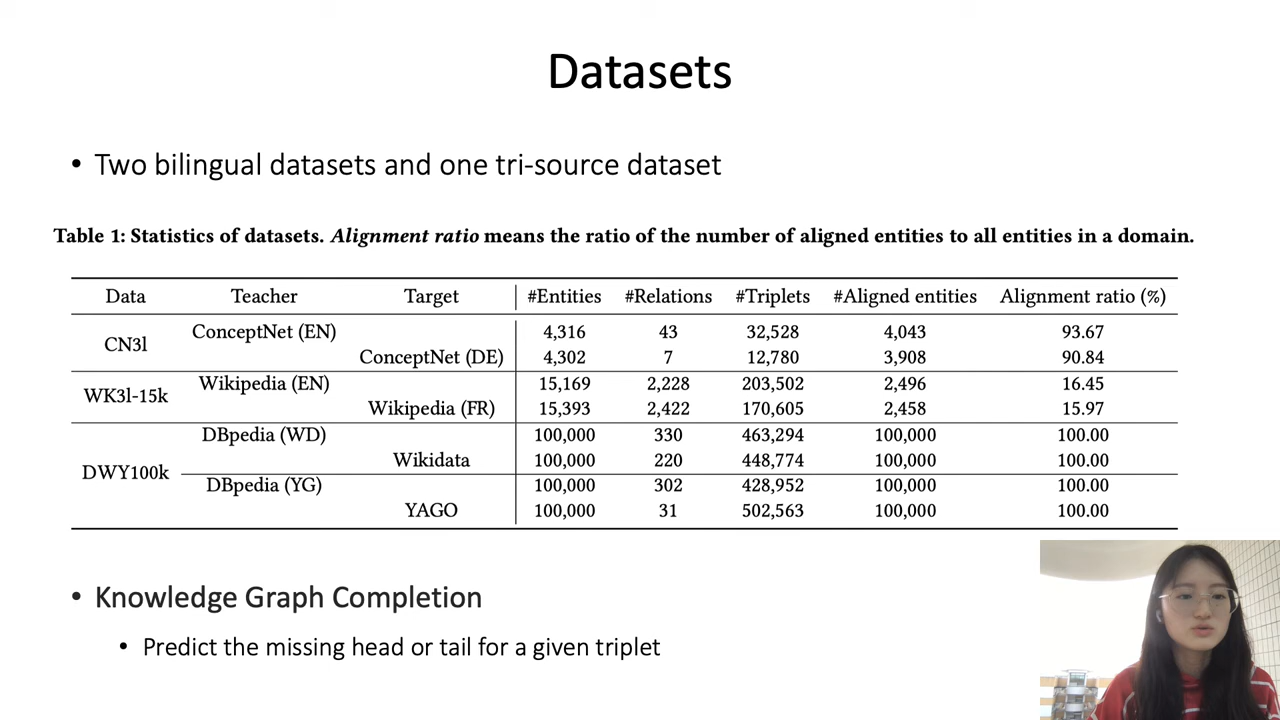 Datasets
• Two bilingual datasets and one tri-source dataset
Table 1: Statistics of datasets. Alignment ratio means the ratio of the number of aligned entities to all entities in a domain.
Data Teacher Target #Entities #Relations #Triplets #Aligned entities Alignment ratio (%)
CN3l
ConceptNet (EN) 4,316 43 32,528 4,043 93.67
ConceptNet (DE) 4,302 7 12,780 3,908 90.84
WK3l-15k
Wikipedia (EN) 15,169 2,228 203,502 2,496 16.45
Wikipedia (FR) 15,393 2,422 170,605 2,458 15.97
DWY100k
DBpedia (WD) 100,000 330 463,294 100,000 100.00
Wikidata 100,000 220 448,774 100,000 100.00
DBpedia (YG) 100,000 302 428,952 100,000 100.00
YAGO 100,000 31 502,563 100,000 100.00
• Knowledge Graph Completion
• Predict the missing head or tail for a given triplet